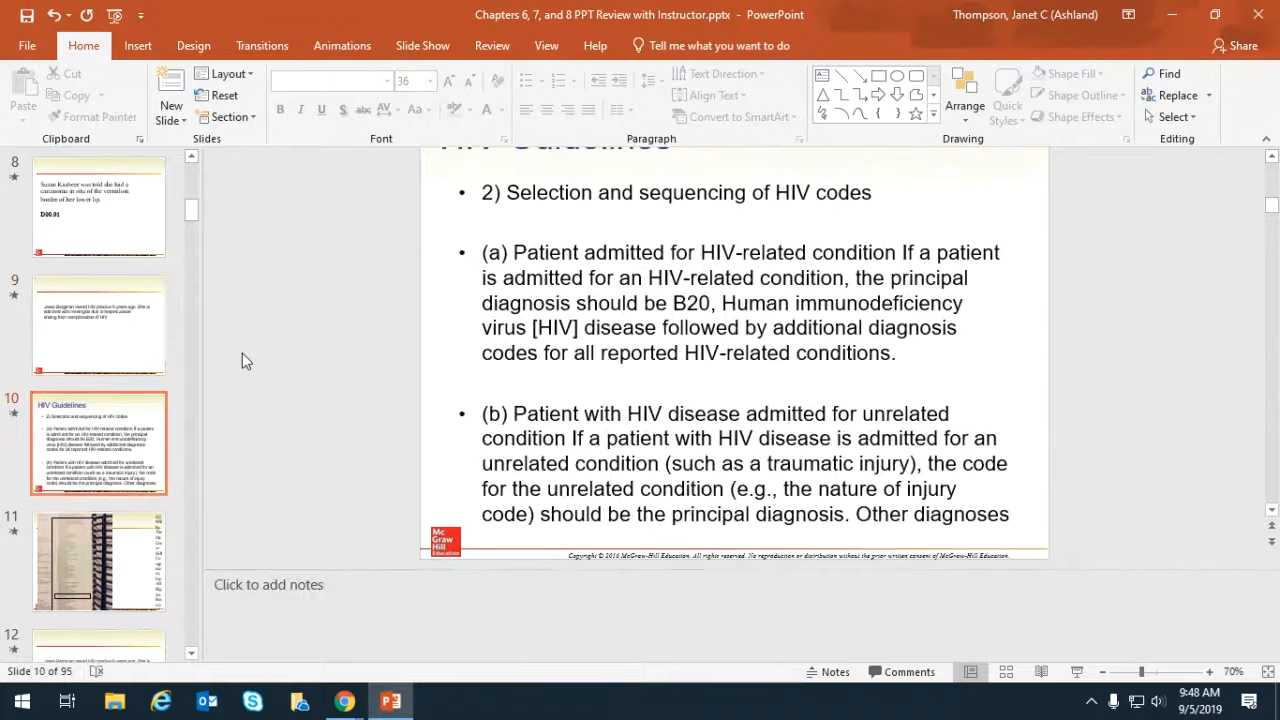 Chapters 6, 7, and 8 PPT Review with Instructor.pptx - PowerPoint
Thompson, Janet C (Ashland)
File Home Insert Design Transitions Animations Slide Show Review View Help Tell me what you want to do Share
Paste
Cut
Copy
Format Painter
Clipboard
New
Slide
Layout
Reset
Section
Slides
36
B I U S abc AV Aa A
Font
Text Direction
Align Text
Convert to SmartArt
Paragraph
Arrange
Quick
Styles
Shape Fill
Shape Outline
Shape Effects
Drawing
Find
Replace
Select
Editing
8
Susan Kasheer was told she had a
carcinoma in situ of the vermilion
border of her lower lip.
D00.01
9
10
HIV Guidelines
12
HIV Guidelines
• 2) Selection and sequencing of HIV codes
• (a) Patient admitted for HIV-related condition If a patient
is admitted for an HIV-related condition, the principal
diagnosis should be B20, Human immunodeficiency
virus [HIV] disease followed by additional diagnosis
codes for all reported HIV-related conditions.
• (b) Patient with HIV disease admitted for unrelated
condition If a patient with HIV disease is admitted for an
unrelated condition (such as a traumatic injury), the code
for the unrelated condition (e.g., the nature of injury
code) should be the principal diagnosis. Other diagnoses
Mc
Graw
Hill
Education
Copyright © 2016 McGraw-Hill Education. All rights reserved. No reproduction or distribution without the prior written consent of McGraw-Hill Education.
Click to add notes
Slide 10 of 95
Notes
Comments
70%
9:48 AM
9/5/2019